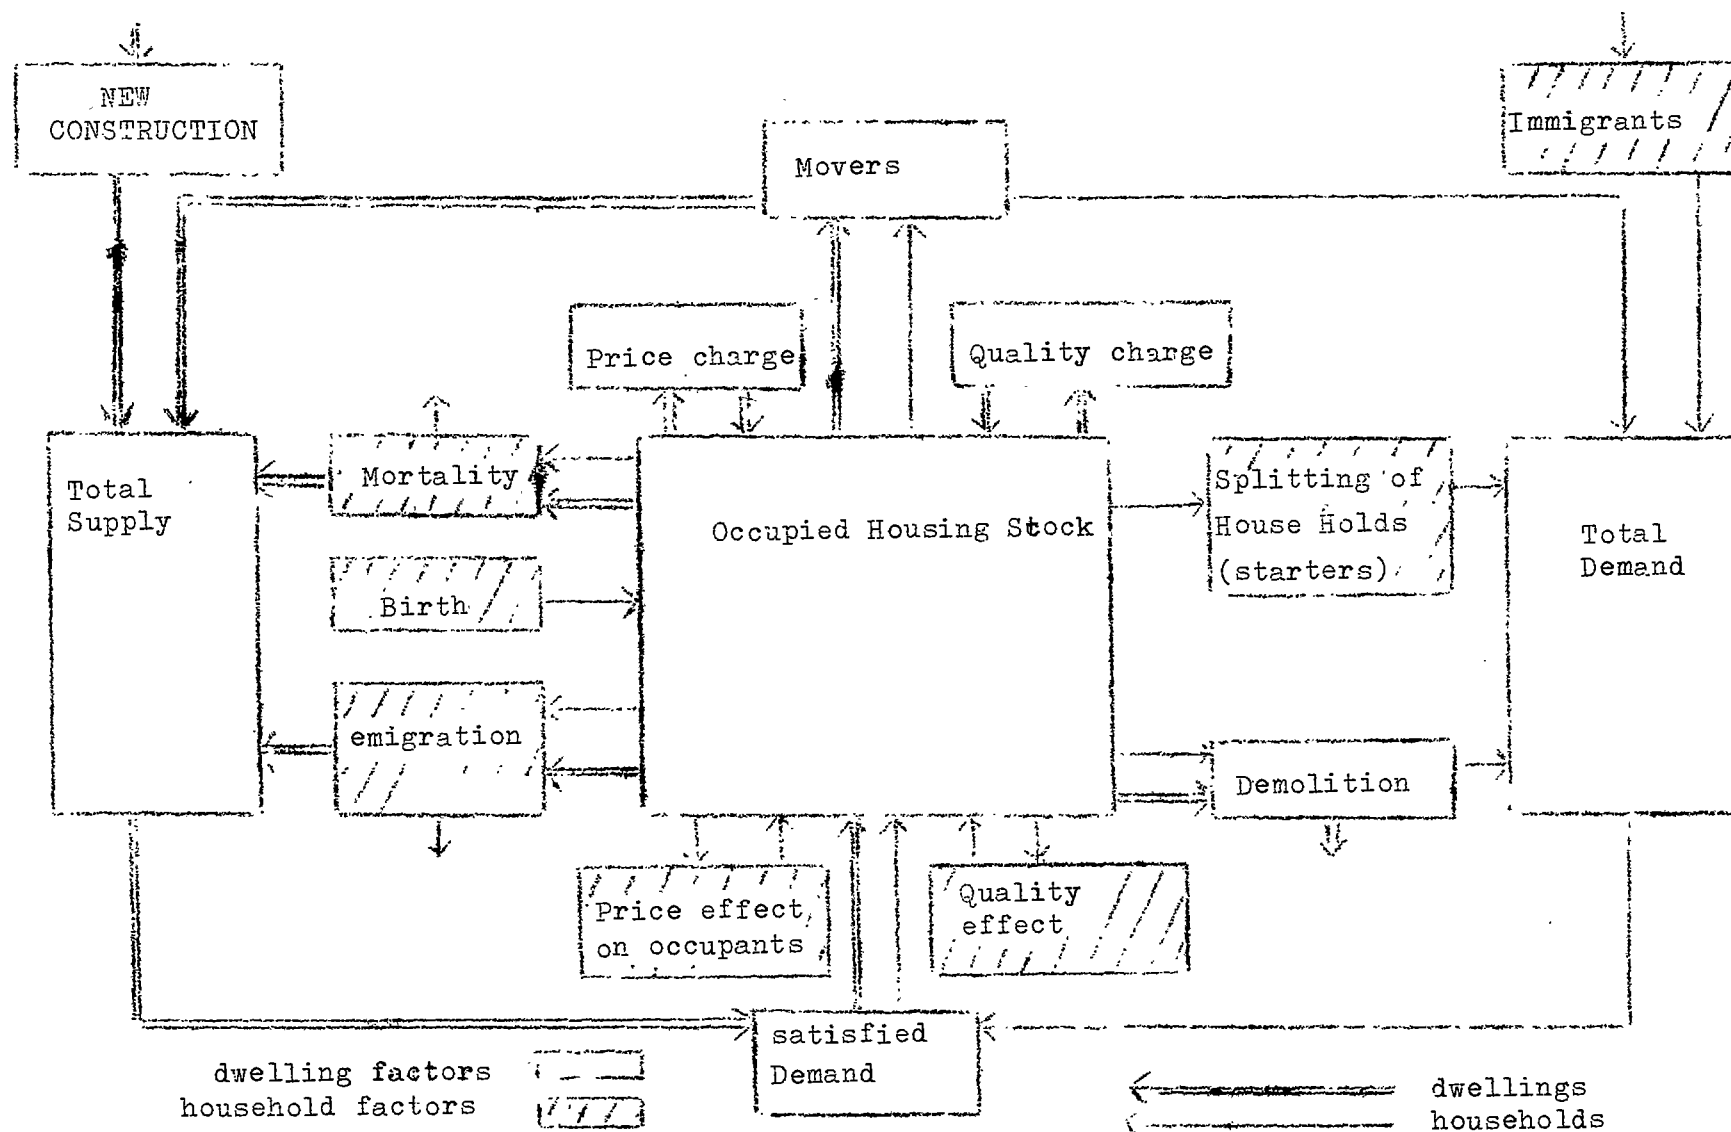 NEW
CONSTRUCTION
Immigrants
Movers
Price charge
Quality charge
Total
Supply
Mortality
Occupied Housing Stock
Splitting of
House Holds
(starters)
Total
Demand
Birth
emigration
Demolition
Price effect
on occupants
Quality
effect
satisfied
Demand
dwelling factors
household factors
dwellings
households